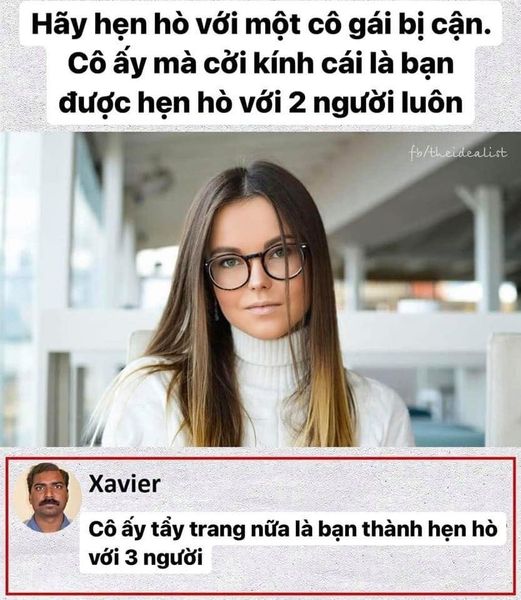 Hãy hẹn hò với một cô gái bị cận.
Cô ấy mà cởi kính cái là bạn
được hẹn hò với 2 người luôn
fb/theidealist
Xavier
Cô ấy tẩy trang nữa là bạn thành hẹn hò
với 3 người